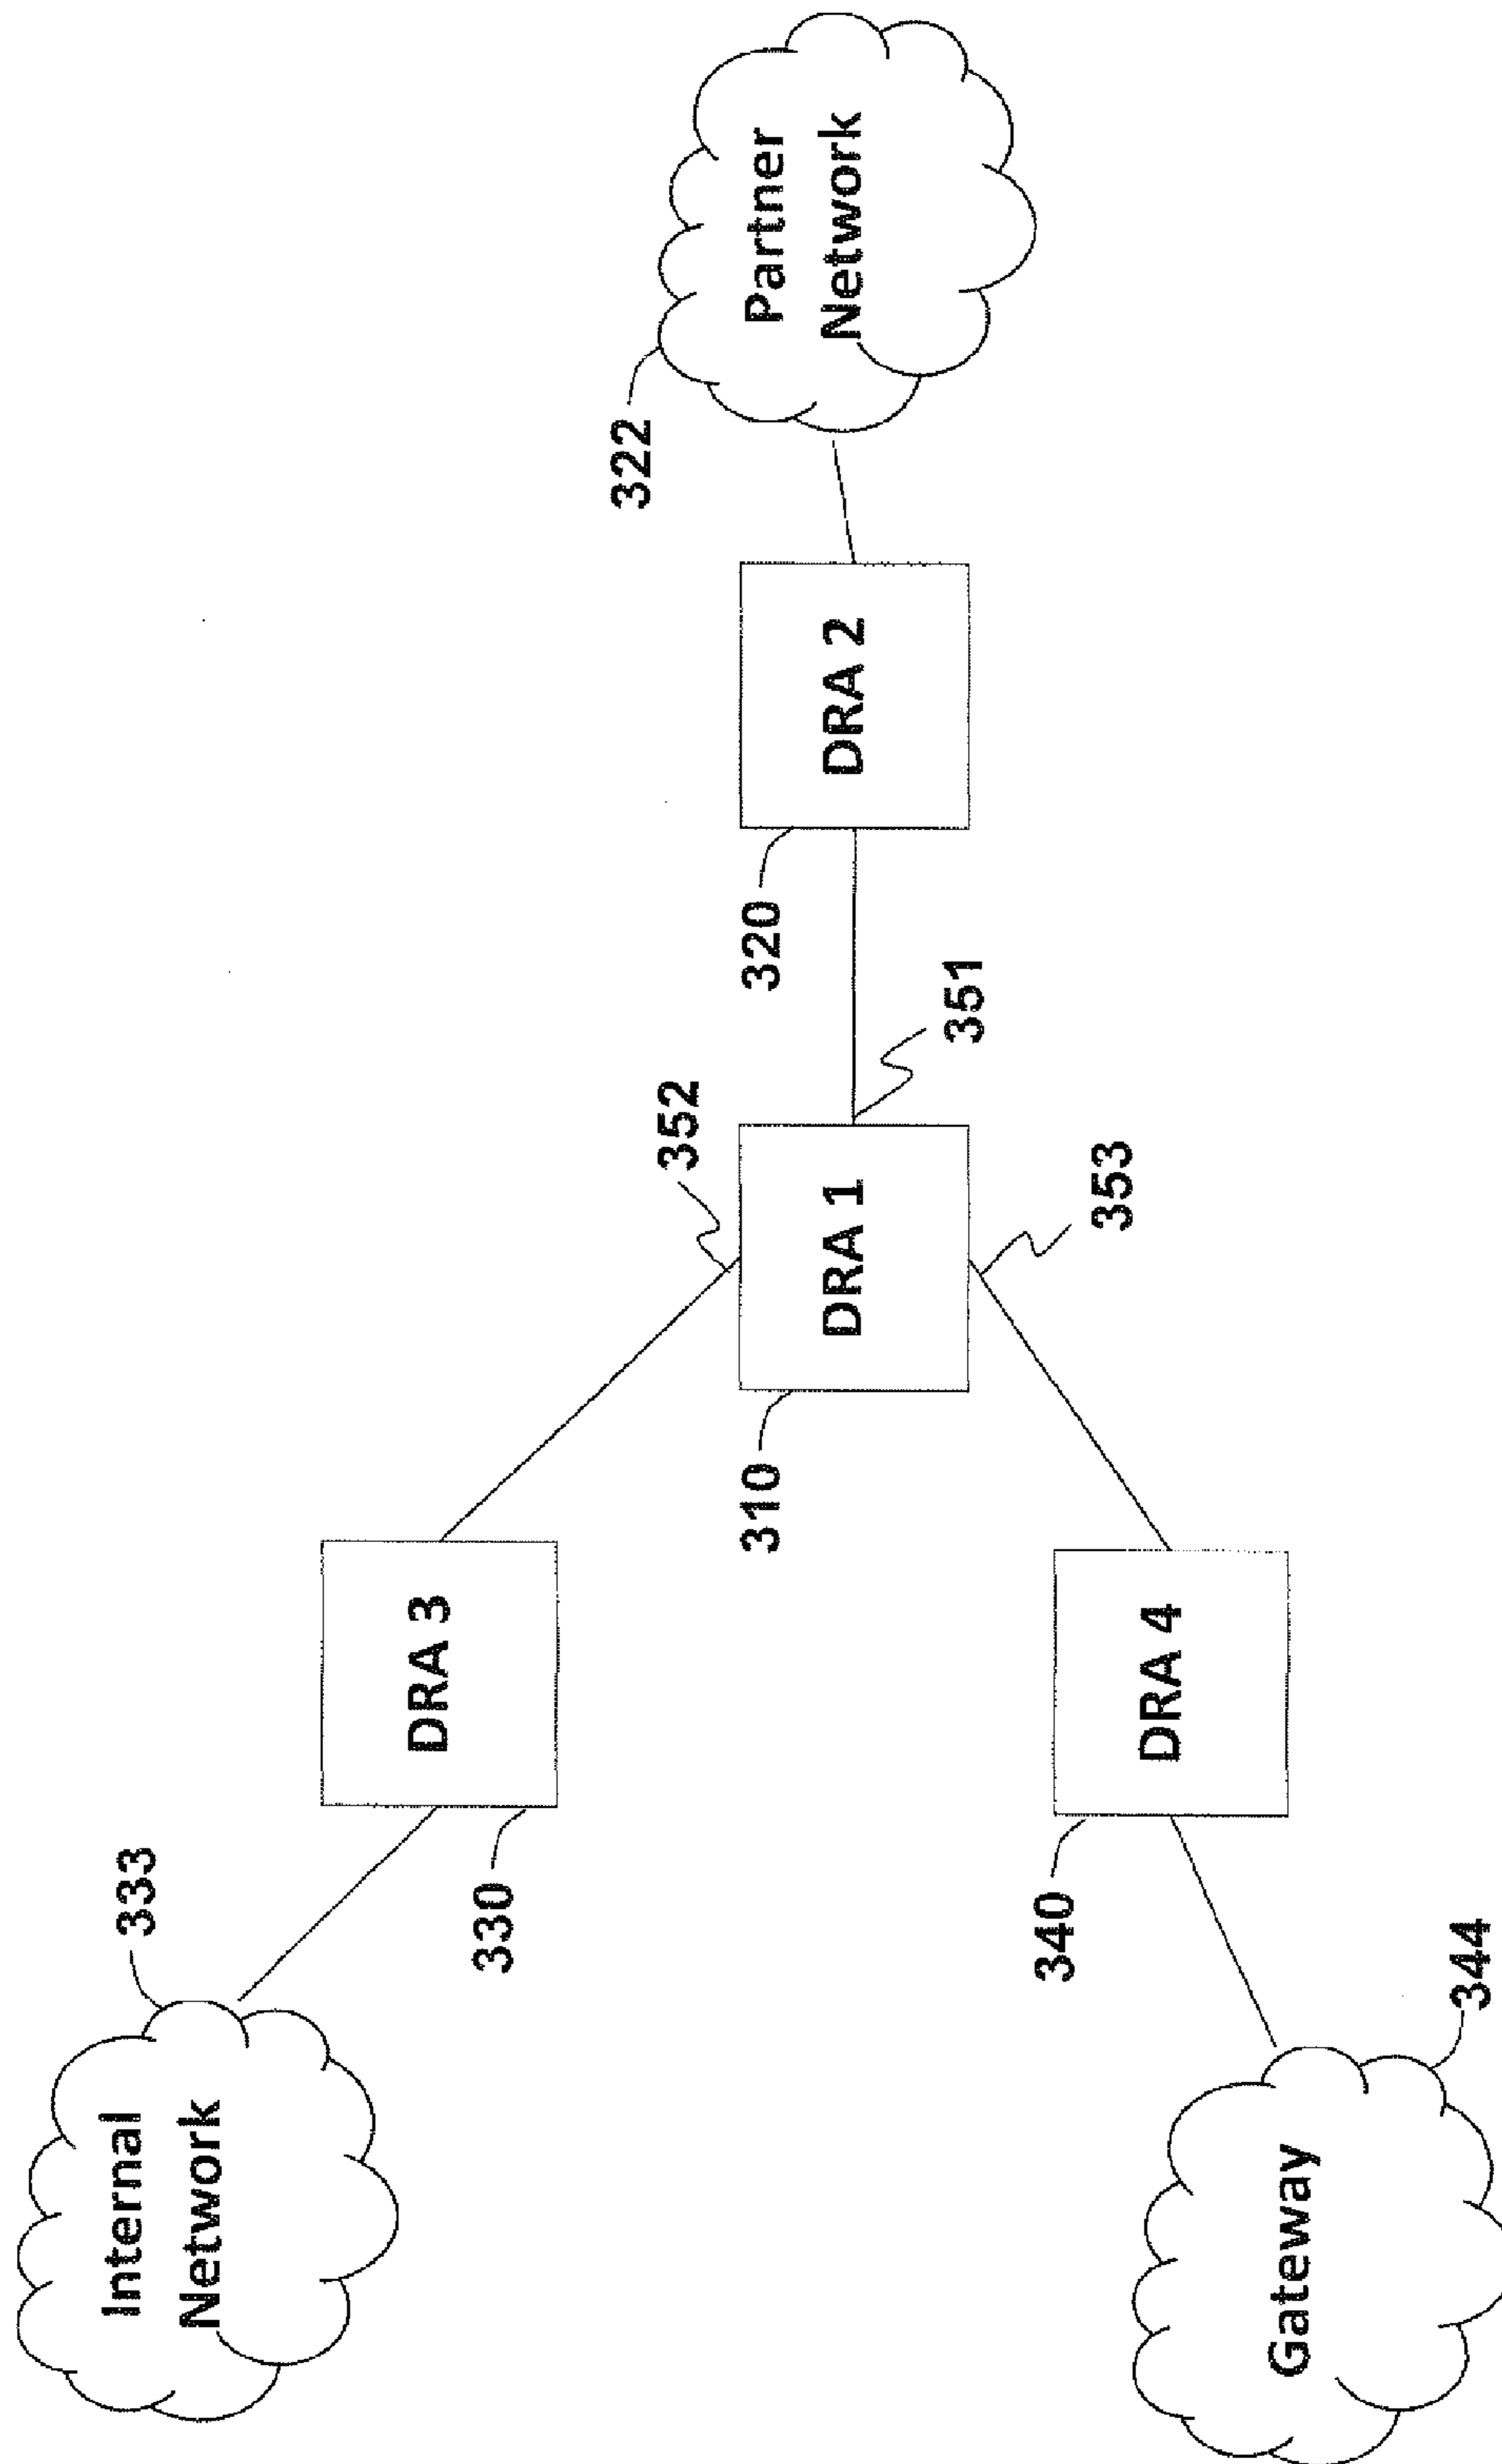 333
Internal
Network
DRA 3
330
352
DRA 1
310
351
353
DRA 2
320
322
Partner
Network
DRA 4
340
Gateway
344